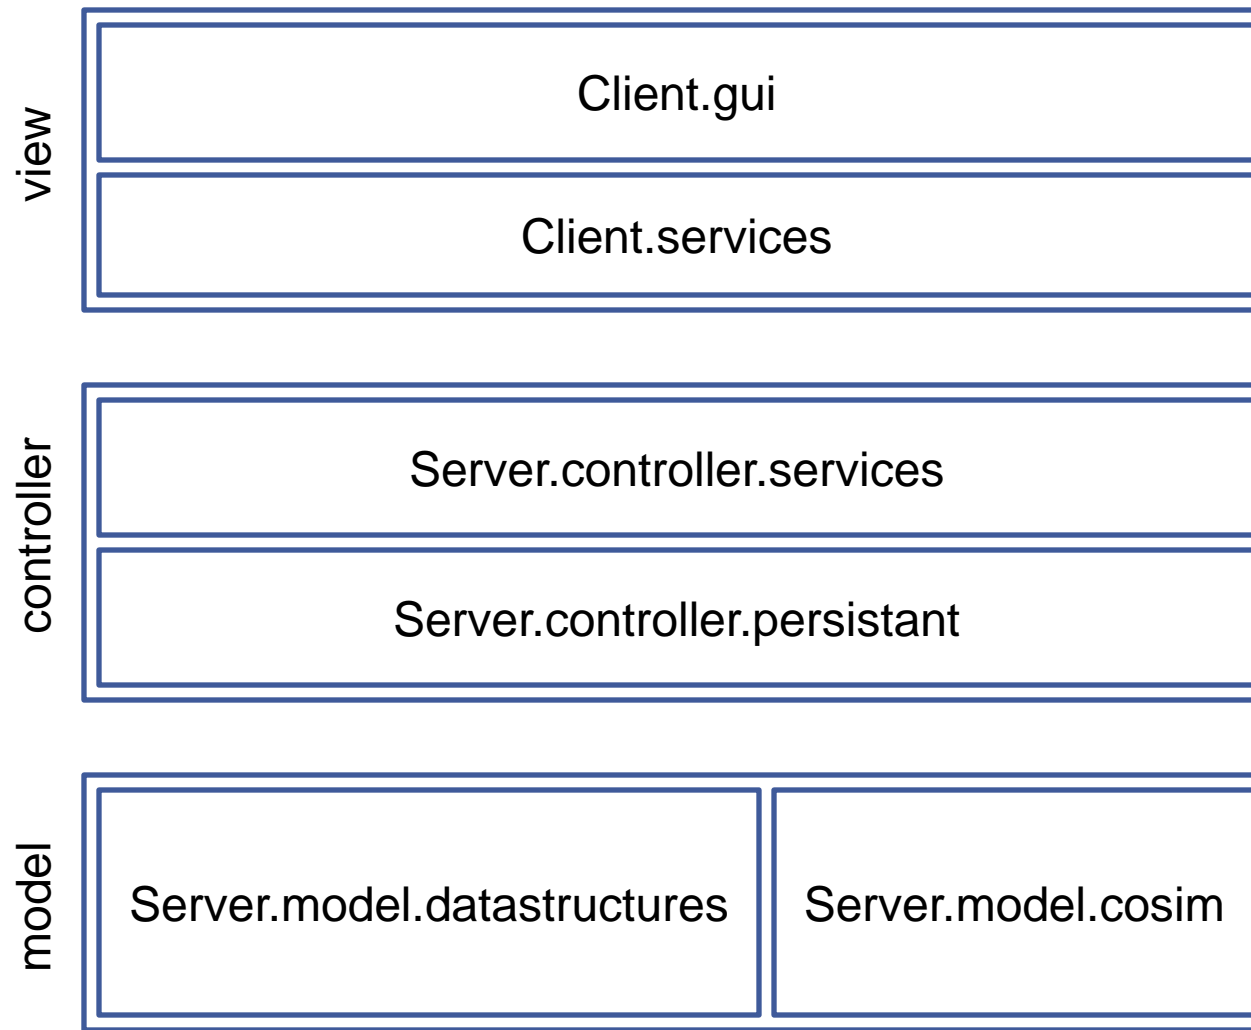 view
Client.gui
Client.services
controller
Server.controller.services
Server.controller.persistant
model
Server.model.datastructures
Server.model.cosim